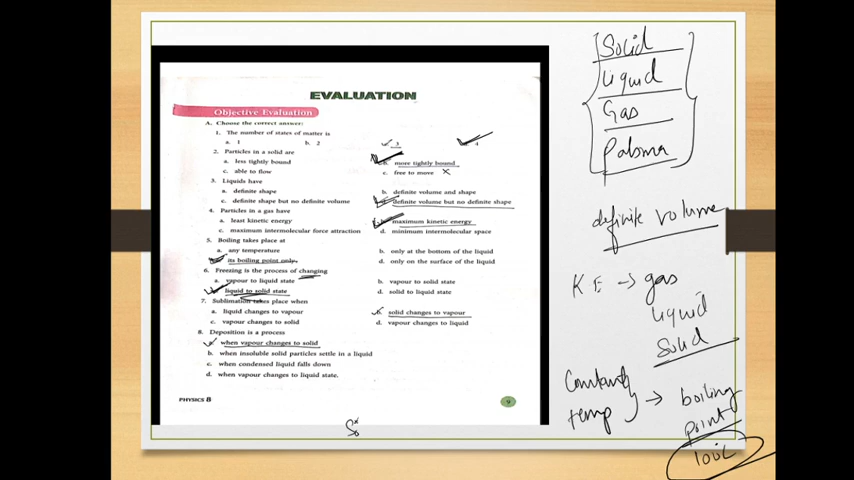 EVALUATION
Objective Evaluation
A. Choose the correct answer:
1. The number of states of matter is
a. 1 b. 2 3 4
2. Particles in a solid are
a. less tightly bound b. more tightly bound
c. able to flow c. free to move x
3. Liquids have
a. definite shape b. definite volume and shape
c. definite shape but no definite volume definite volume but no definite shape
4. Particles in a gas have
a. least kinetic energy b. maximum kinetic energy
c. maximum intermolecular force attraction d. minimum intermolecular space
5. Boiling takes place at
a. any temperature b. only at the bottom of the liquid
its boiling point only. d. only on the surface of the liquid
6. Freezing is the process of changing
a. vapour to liquid state b. vapour to solid state
liquid to solid state d. solid to liquid state
7. Sublimation takes place when
a. liquid changes to vapour b. solid changes to vapour
c. vapour changes to solid d. vapour changes to liquid
8. Deposition is a process
a. when vapour changes to solid
b. when insoluble solid particles settle in a liquid
c. when condensed liquid falls down
d. when vapour changes to liquid state.
PHYSICS 8 9
Solid
Liquid
Gas
definite volume
KE → gas
Liquid
Solid
temp → boiling
point